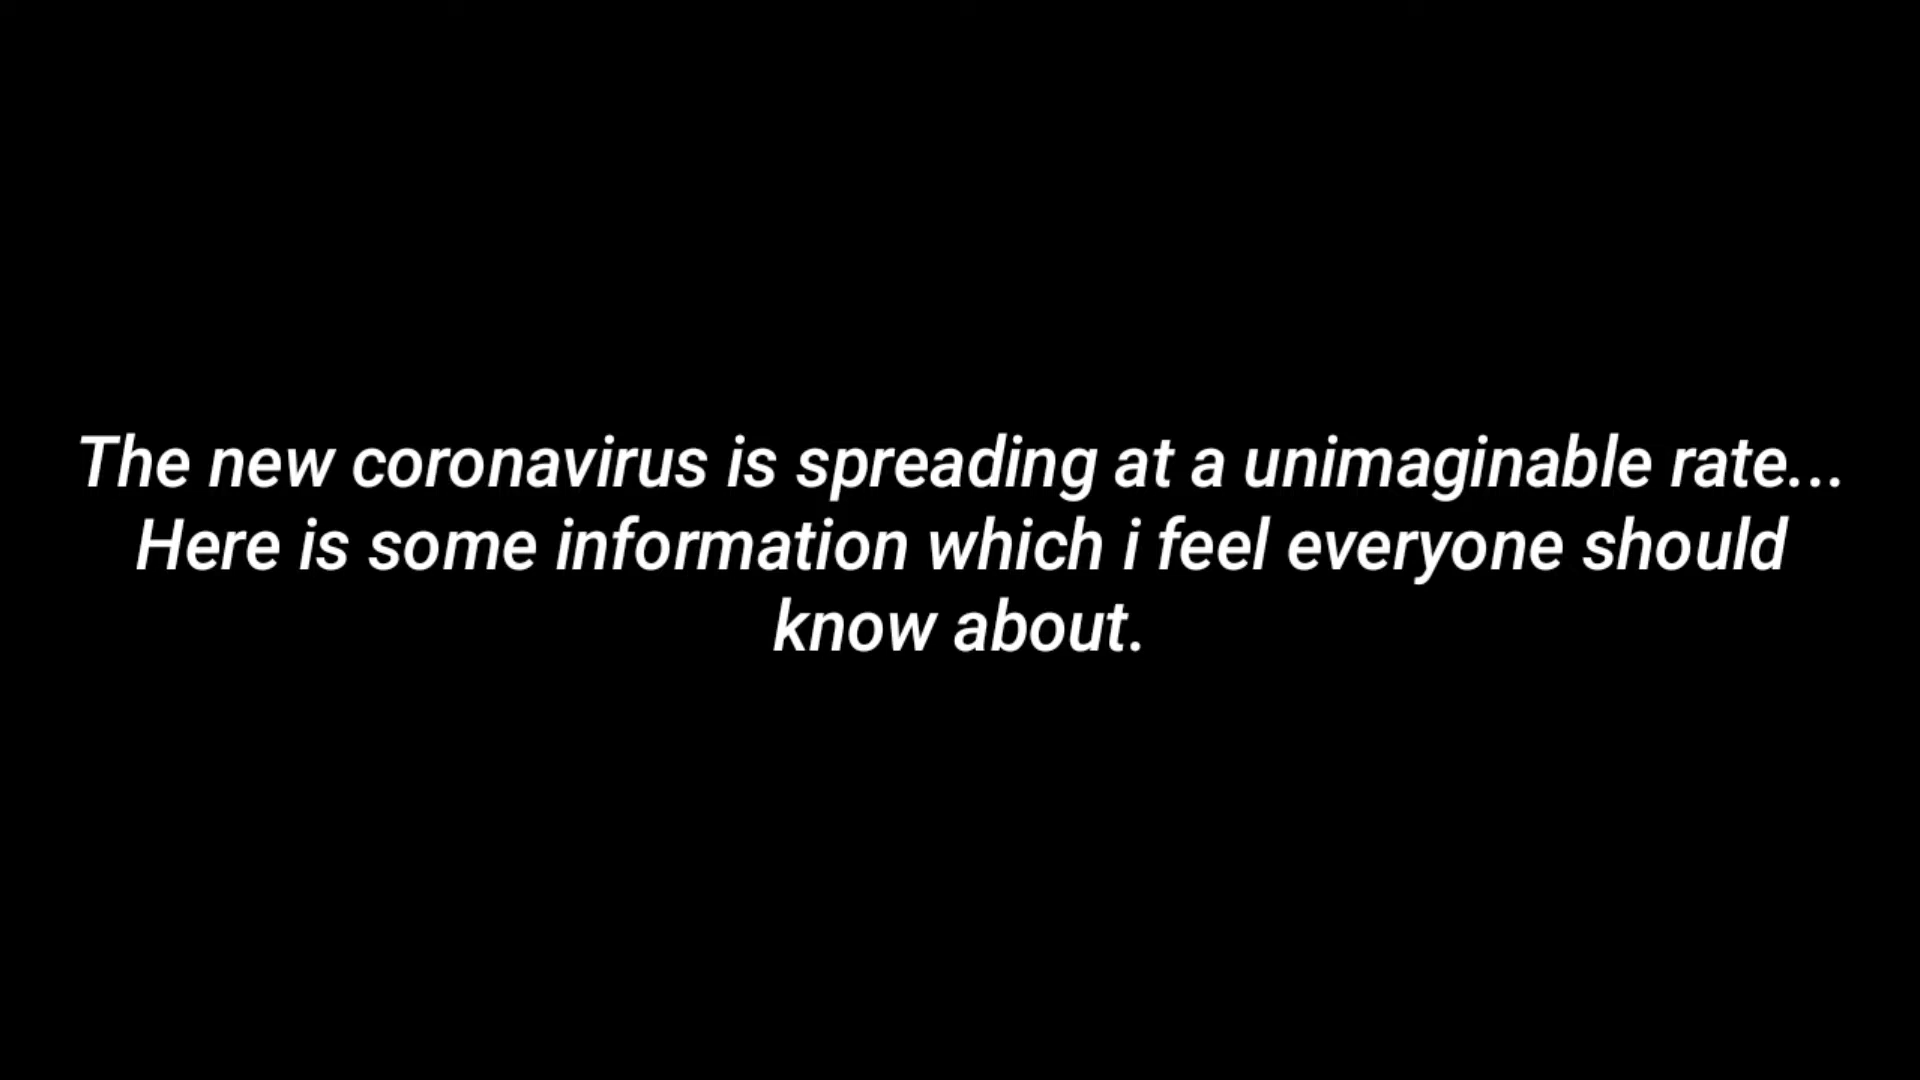 The new coronavirus is spreading at a unimaginable rate...
Here is some information which i feel everyone should
know about.